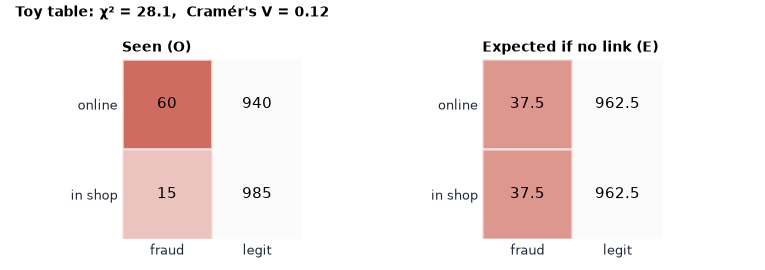 Toy table: χ² = 28.1,  Cramér's V = 0.12
Seen (O)
Expected if no link (E)
online 60 940
online 37.5 962.5
in shop 15 985
in shop 37.5 962.5
fraud legit
fraud legit